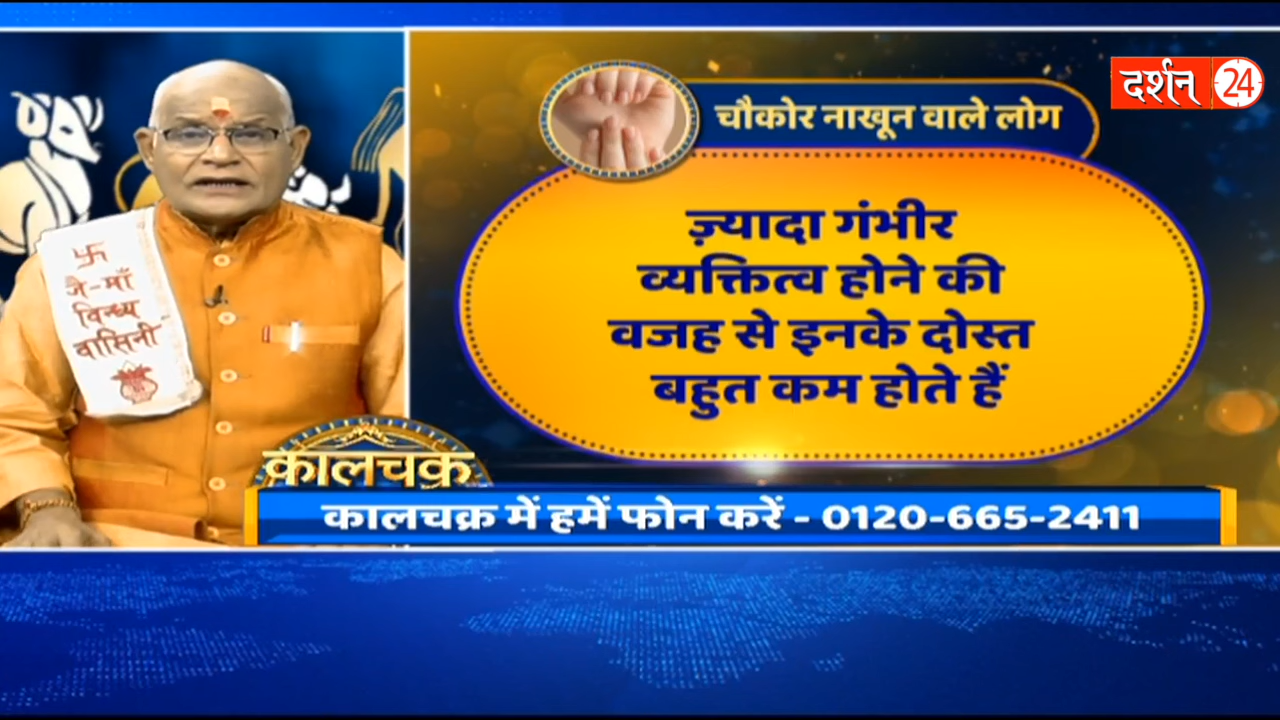 दर्शन 24
चौकोर नाखून वाले लोग
ज़्यादा गंभीर
व्यक्तित्व होने की
वजह से इनके दोस्त
बहुत कम होते हैं
जै-माँ
विन्ध्य
वासिनी
कालचक्र
कालचक्र में हमें फोन करें - 0120-665-2411